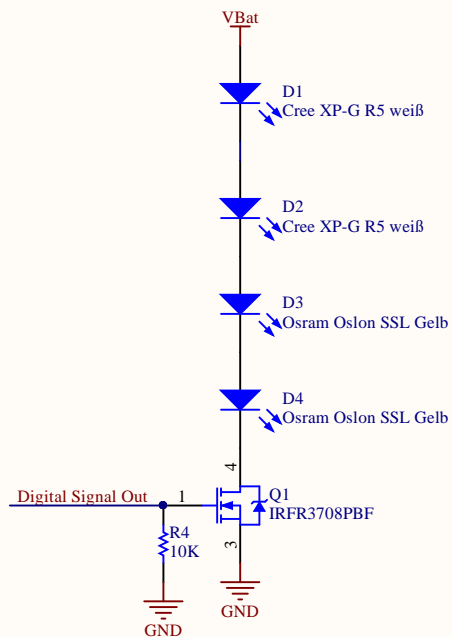 VBat
D1
Cree XP-G R5 weiß
D2
Cree XP-G R5 weiß
D3
Osram Oslon SSL Gelb
D4
Osram Oslon SSL Gelb
4
Digital Signal Out
1
Q1
IRFR3708PBF
R4
10K
3
GND
GND